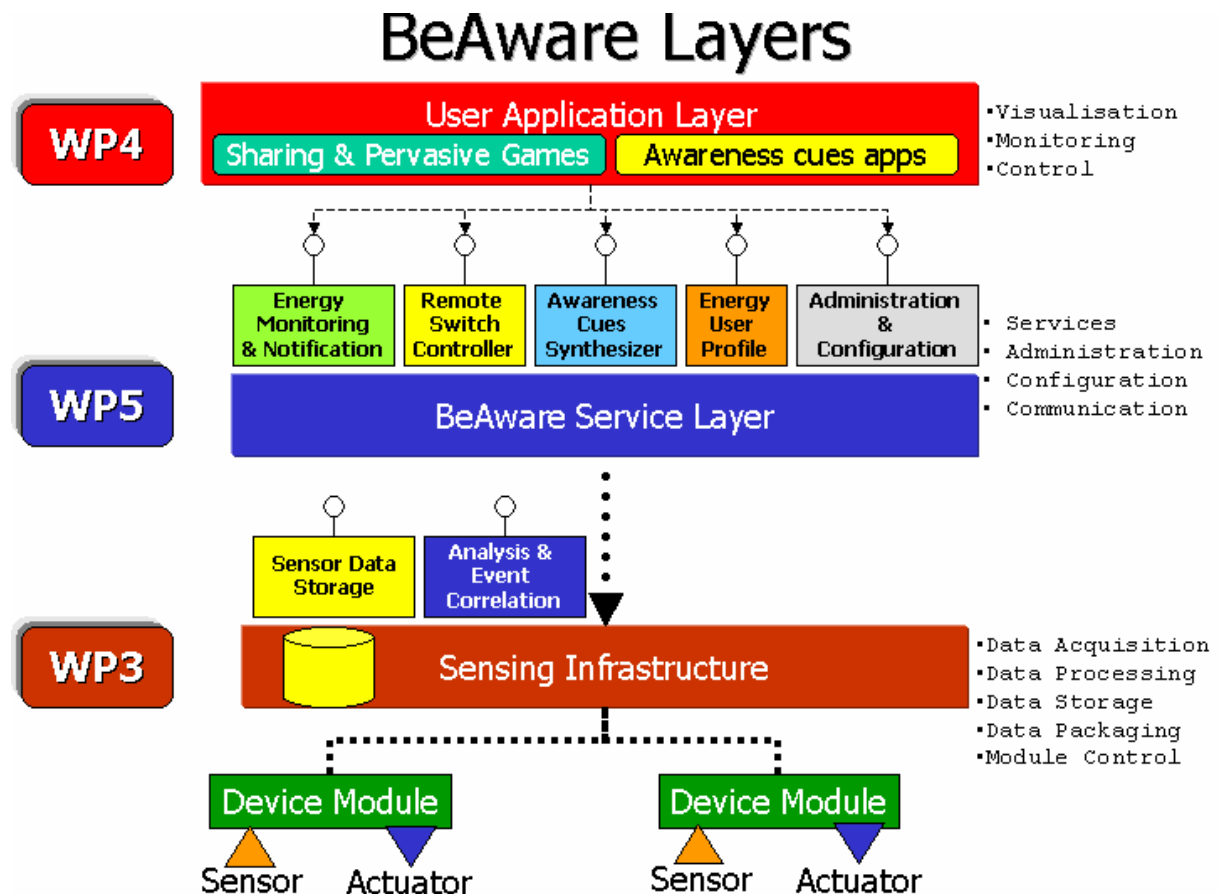 BeAware Layers
WP4
User Application Layer
Sharing & Pervasive Games
Awareness cues apps
▪Visualisation
▪Monitoring
▪Control
Energy
Monitoring
& Notification
Remote
Switch
Controller
Awareness
Cues
Synthesizer
Energy
User
Profile
Administration
&
Configuration
WP5
BeAware Service Layer
▪ Services
▪ Administration
▪ Configuration
▪ Communication
Sensor Data
Storage
Analysis &
Event
Correlation
WP3
Sensing Infrastructure
▪Data Acquisition
▪Data Processing
▪Data Storage
▪Data Packaging
▪Module Control
Device Module
Sensor
Actuator
Device Module
Sensor
Actuator